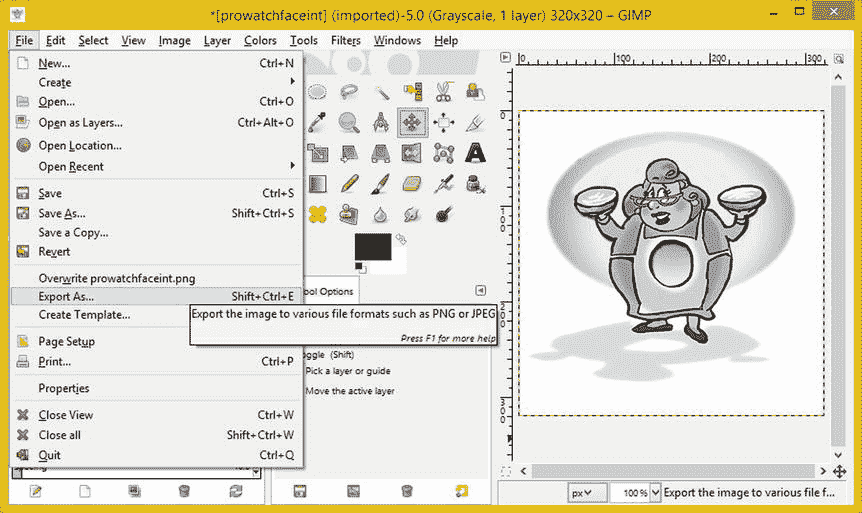 *[prowatchfaceint] (imported)-5.0 (Grayscale, 1 layer) 320x320 – GIMP
File Edit Select View Image Layer Colors Tools Filters Windows Help
New... Ctrl+N
Create
Open... Ctrl+O
Open as Layers... Ctrl+Alt+O
Open Location...
Open Recent
Save Ctrl+S
Save As... Shift+Ctrl+S
Save a Copy...
Revert
Overwrite prowatchfaceint.png
Export As... Shift+Ctrl+E
Create Template...
Page Setup
Print... Ctrl+P
Properties
Close View Ctrl+W
Close all Shift+Ctrl+W
Quit Ctrl+Q
Options
Export the image to various file formats such as PNG or JPEG
Press F1 for more help
(Shift)
Pick a layer or guide
Move the active layer
0 100 200 300
0
100
200
300
px 100% Export the image to various file f...